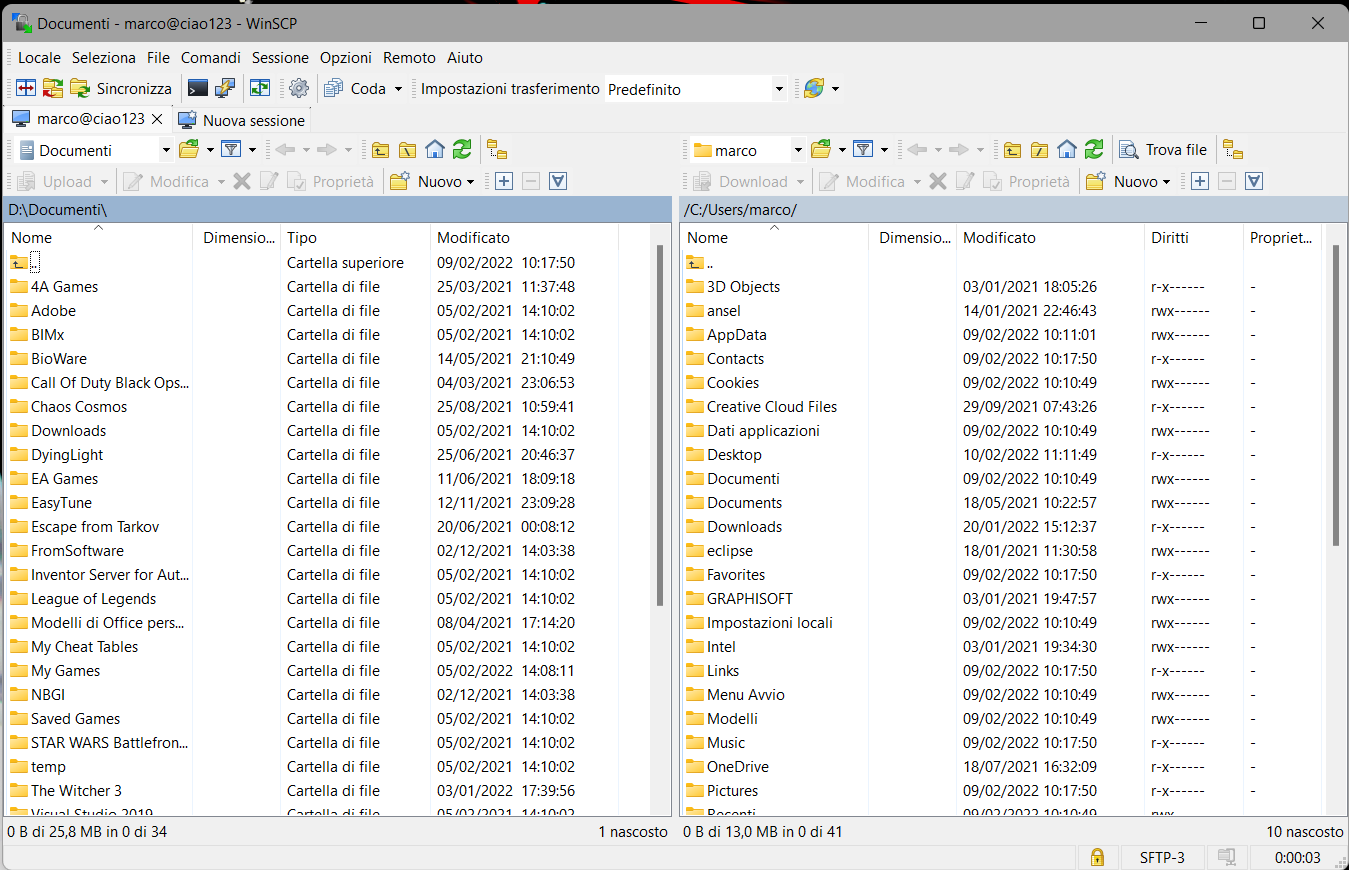 Documenti - marco@ciao123 - WinSCP
Locale Seleziona File Comandi Sessione Opzioni Remoto Aiuto
Sincronizza Coda Impostazioni trasferimento Predefinito
marco@ciao123 Nuova sessione
Documenti
Upload Modifica Proprietà Nuovo
D:\Documenti\
Nome Dimensio... Tipo Modificato
.. Cartella superiore 09/02/2022 10:17:50
4A Games Cartella di file 25/03/2021 11:37:48
Adobe Cartella di file 05/02/2021 14:10:02
BIMx Cartella di file 05/02/2021 14:10:02
BioWare Cartella di file 14/05/2021 21:10:49
Call Of Duty Black Ops... Cartella di file 04/03/2021 23:06:53
Chaos Cosmos Cartella di file 25/08/2021 10:59:41
Downloads Cartella di file 05/02/2021 14:10:02
DyingLight Cartella di file 25/06/2021 20:46:37
EA Games Cartella di file 11/06/2021 18:09:18
EasyTune Cartella di file 12/11/2021 23:09:28
Escape from Tarkov Cartella di file 20/06/2021 00:08:12
FromSoftware Cartella di file 02/12/2021 14:03:38
Inventor Server for Aut... Cartella di file 05/02/2021 14:10:02
League of Legends Cartella di file 05/02/2021 14:10:02
Modelli di Office pers... Cartella di file 08/04/2021 17:14:20
My Cheat Tables Cartella di file 05/02/2021 14:10:02
My Games Cartella di file 05/02/2022 14:08:11
NBGI Cartella di file 02/12/2021 14:03:38
Saved Games Cartella di file 05/02/2021 14:10:02
STAR WARS Battlefron... Cartella di file 05/02/2021 14:10:02
temp Cartella di file 05/02/2021 14:10:02
The Witcher 3 Cartella di file 03/01/2022 17:39:56
Visual Studio 2019 Cartella di file 05/02/2021 14:10:02
0 B di 25,8 MB in 0 di 34 1 nascosto
marco Trova file
Download Modifica Proprietà Nuovo
/C:/Users/marco/
Nome Dimensio... Modificato Diritti Propriet...
..
3D Objects 03/01/2021 18:05:26 r-x------ -
ansel 14/01/2021 22:46:43 rwx------ -
AppData 09/02/2022 10:11:01 rwx------ -
Contacts 09/02/2022 10:17:50 r-x------ -
Cookies 09/02/2022 10:10:49 rwx------ -
Creative Cloud Files 29/09/2021 07:43:26 r-x------ -
Dati applicazioni 09/02/2022 10:10:49 rwx------ -
Desktop 10/02/2022 11:11:49 r-x------ -
Documenti 09/02/2022 10:10:49 rwx------ -
Documents 18/05/2021 10:22:57 rwx------ -
Downloads 20/01/2022 15:12:37 r-x------ -
eclipse 18/01/2021 11:30:58 rwx------ -
Favorites 09/02/2022 10:17:50 r-x------ -
GRAPHISOFT 03/01/2021 19:47:57 rwx------ -
Impostazioni locali 09/02/2022 10:10:49 rwx------ -
Intel 03/01/2021 19:34:30 rwx------ -
Links 09/02/2022 10:17:50 r-x------ -
Menu Avvio 09/02/2022 10:10:49 rwx------ -
Modelli 09/02/2022 10:10:49 rwx------ -
Music 09/02/2022 10:17:50 r-x------ -
OneDrive 18/07/2021 16:32:09 r-x------ -
Pictures 09/02/2022 10:17:50 r-x------ -
Recenti 09/02/2022 10:10:49 rwx------ -
0 B di 13,0 MB in 0 di 41 10 nascosto
SFTP-3 0:00:03